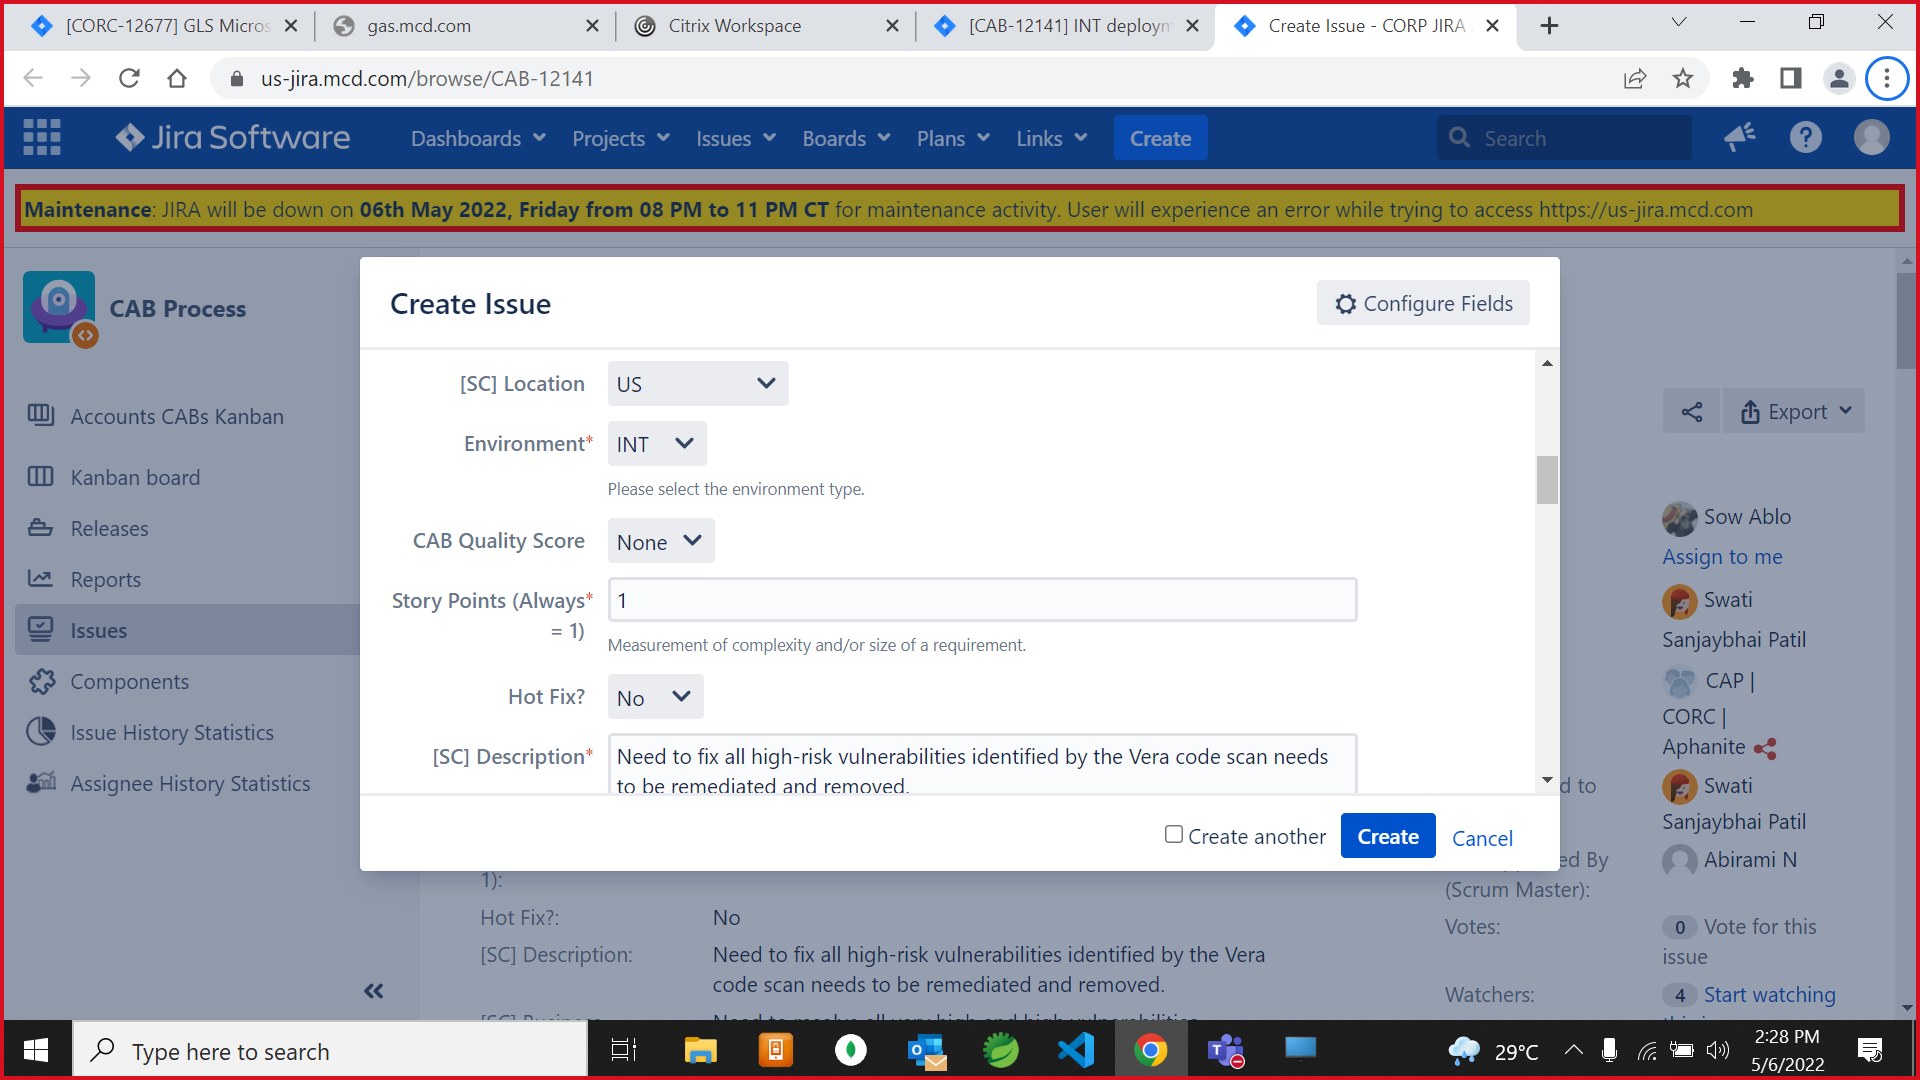 [CORC-12677] GLS Micros
gas.mcd.com
Citrix Workspace
[CAB-12141] INT deploym
Create Issue - CORP JIRA
us-jira.mcd.com/browse/CAB-12141
Jira Software
Dashboards
Projects
Issues
Boards
Plans
Links
Create
Search
Maintenance: JIRA will be down on 06th May 2022, Friday from 08 PM to 11 PM CT for maintenance activity. User will experience an error while trying to access https://us-jira.mcd.com
CAB Process
Accounts CABs Kanban
Kanban board
Releases
Reports
Issues
Components
Issue History Statistics
Assignee History Statistics
Create Issue
Configure Fields
[SC] Location
US
Environment*
INT
Please select the environment type.
CAB Quality Score
None
Story Points (Always*
= 1)
1
Measurement of complexity and/or size of a requirement.
Hot Fix?
No
[SC] Description*
Need to fix all high-risk vulnerabilities identified by the Vera code scan needs
to be remediated and removed.
Create another
Create
Cancel
1):
Hot Fix?:
No
[SC] Description:
Need to fix all high-risk vulnerabilities identified by the Vera
code scan needs to be remediated and removed.
Export
Sow Ablo
Assign to me
Swati
Sanjaybhai Patil
CAP |
CORC |
Aphanite
d to
Swati
Sanjaybhai Patil
ed By
(Scrum Master):
Abirami N
Votes:
0 Vote for this
issue
Watchers:
4 Start watching
Type here to search
29°C
2:28 PM
5/6/2022